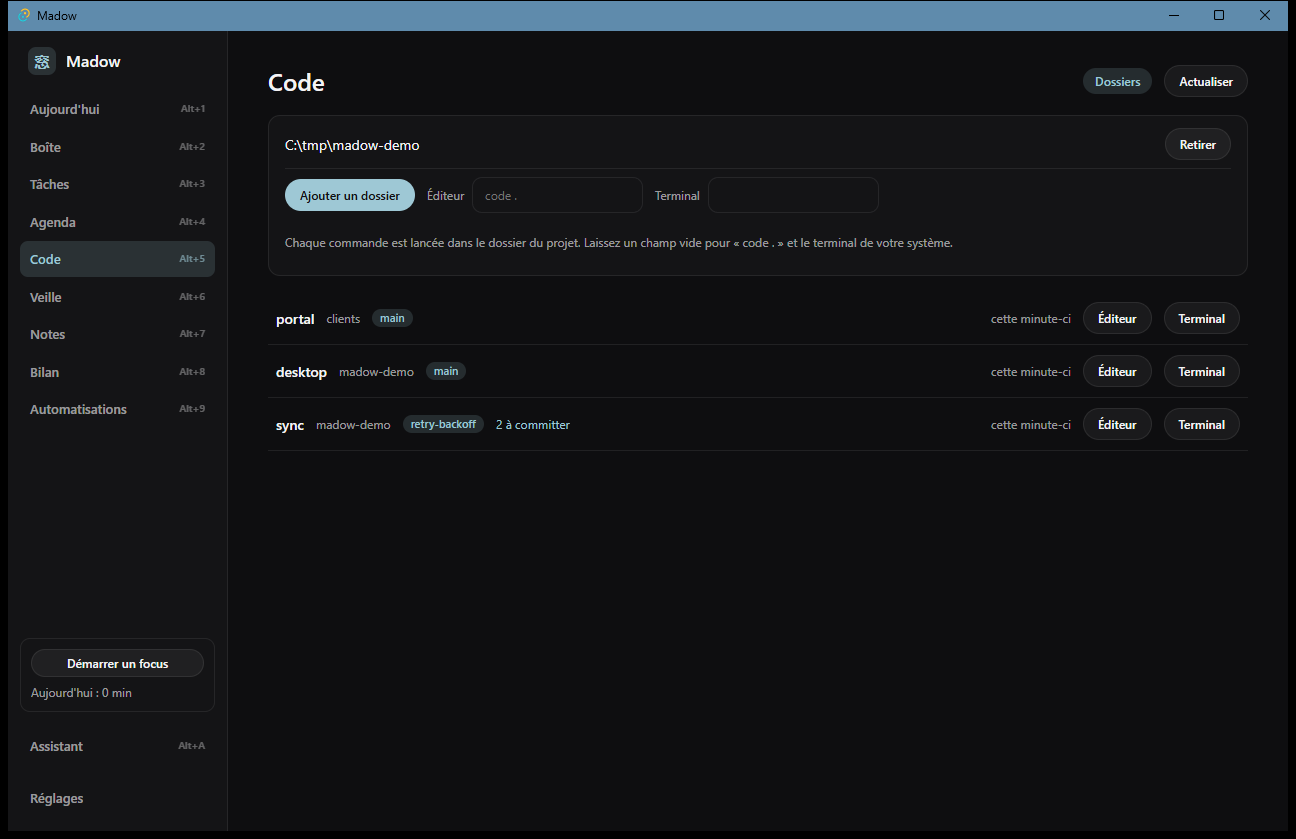 Madow
窓 Madow
Aujourd'hui Alt+1
Boîte Alt+2
Tâches Alt+3
Agenda Alt+4
Code Alt+5
Veille Alt+6
Notes Alt+7
Bilan Alt+8
Automatisations Alt+9
Démarrer un focus
Aujourd'hui : 0 min
Assistant Alt+A
Réglages
Code Dossiers Actualiser
C:\tmp\madow-demo Retirer
Ajouter un dossier Éditeur code . Terminal
Chaque commande est lancée dans le dossier du projet. Laissez un champ vide pour « code . » et le terminal de votre système.
portal clients main cette minute-ci Éditeur Terminal
desktop madow-demo main cette minute-ci Éditeur Terminal
sync madow-demo retry-backoff 2 à committer cette minute-ci Éditeur Terminal